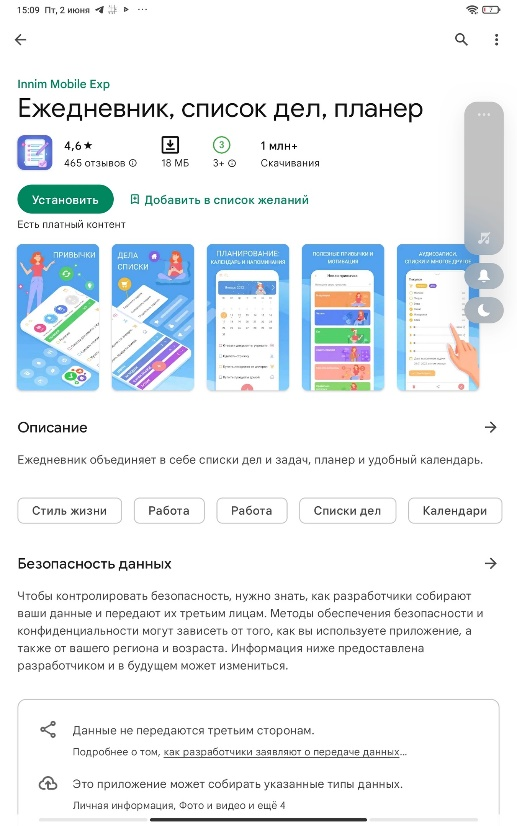 15:09 Пт, 2 июня
Innim Mobile Exp
Ежедневник, список дел, планер
4,6★
465 отзывов
18 МБ
3
3+
1 млн+
Скачивания
Установить
Добавить в список желаний
Есть платный контент
ПРИВЫЧКИ
ДЕЛА
СПИСКИ
ПЛАНИРОВАНИЕ
КАЛЕНДАРЬ И НАПОМИНАНИЯ
ПОЛЕЗНЫЕ ПРИВЫЧКИ И
МОТИВАЦИЯ
АУДИОЗАПИСИ,
СПИСКИ И МНОГОЕ ДРУГОЕ
Описание
Ежедневник объединяет в себе списки дел и задач, планер и удобный календарь.
Стиль жизни
Работа
Работа
Списки дел
Календари
Безопасность данных
Чтобы контролировать безопасность, нужно знать, как разработчики собирают
ваши данные и передают их третьим лицам. Методы обеспечения безопасности и
конфиденциальности могут зависеть от того, как вы используете приложение, а
также от вашего региона и возраста. Информация ниже предоставлена
разработчиком и в будущем может измениться.
Данные не передаются третьим сторонам.
Подробнее о том, как разработчики заявляют о передаче данных...
Это приложение может собирать указанные типы данных.
Личная информация, Фото и видео и ещё 4